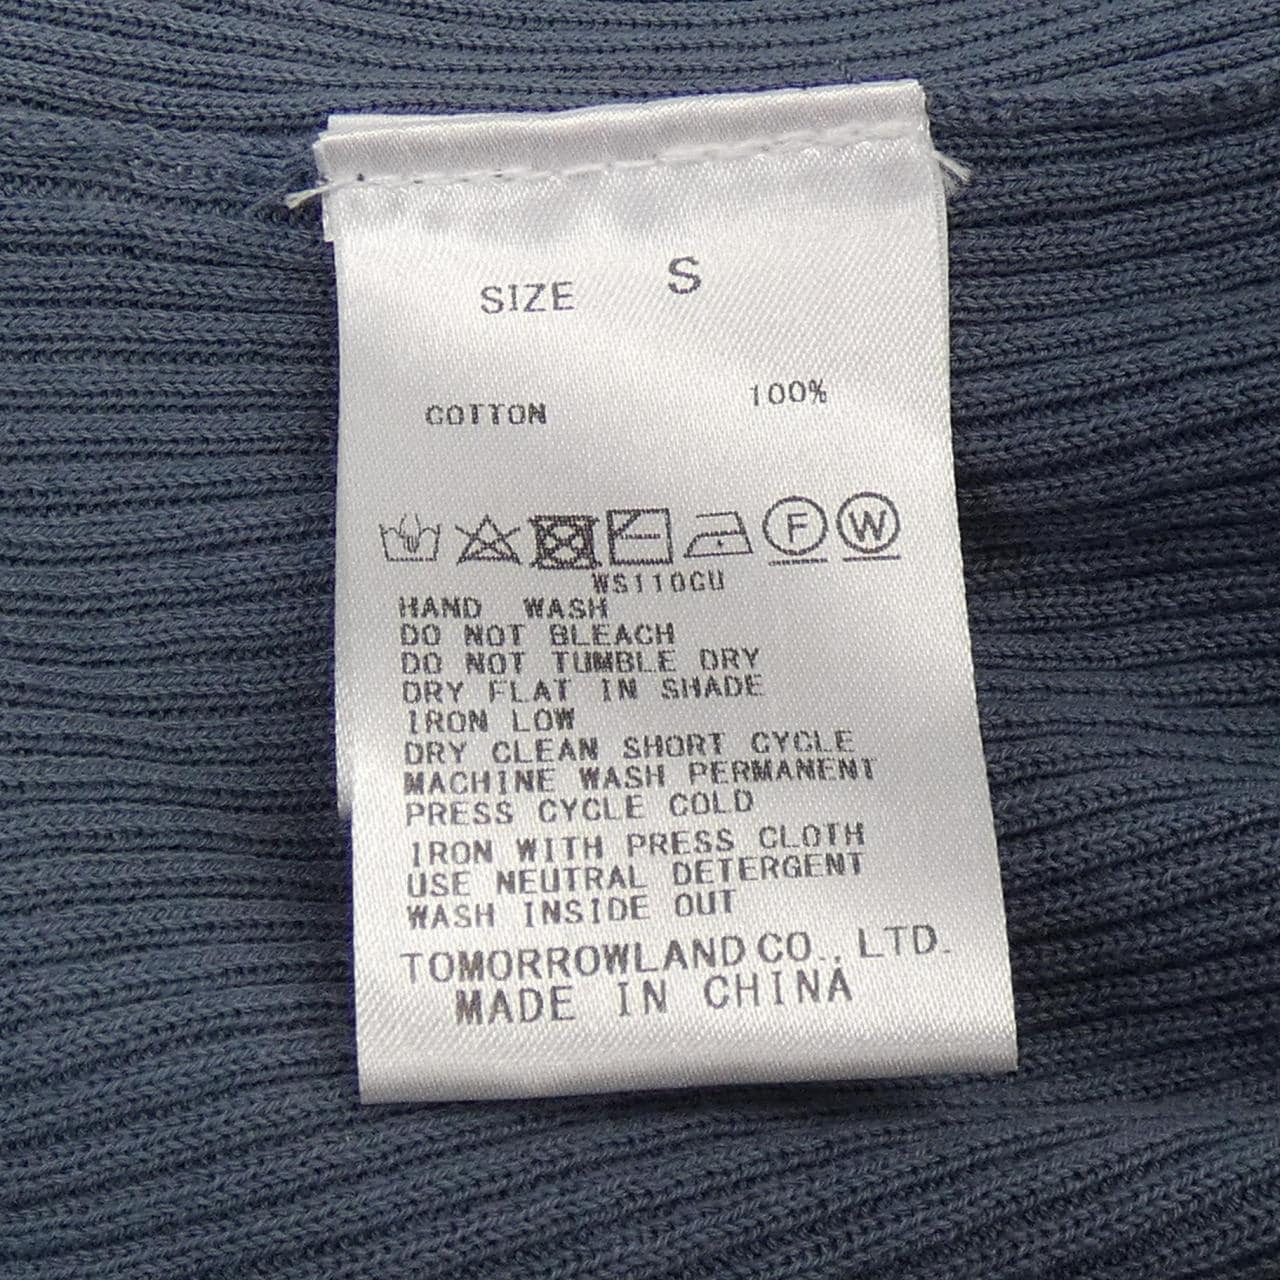 SIZE S
COTTON 100%
F W
WS110GU
HAND WASH
DO NOT BLEACH
DO NOT TUMBLE DRY
DRY FLAT IN SHADE
IRON LOW
DRY CLEAN SHORT CYCLE
MACHINE WASH PERMANENT
PRESS CYCLE COLD
IRON WITH PRESS CLOTH
USE NEUTRAL DETERGENT
WASH INSIDE OUT
TOMORROWLAND CO., LTD.
MADE IN CHINA